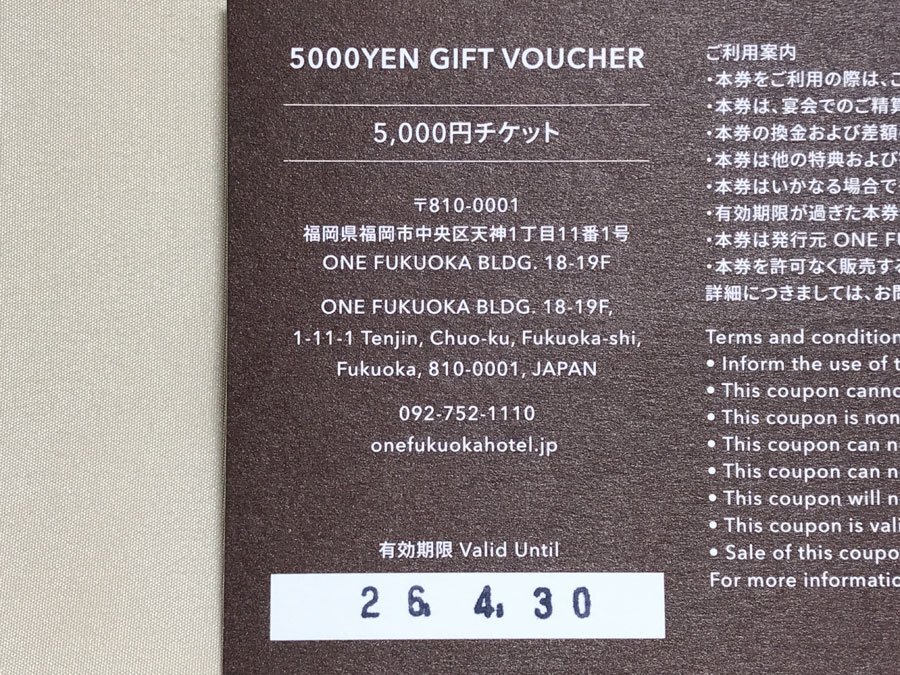 5000YEN GIFT VOUCHER
5,000円チケット
〒810-0001
福岡県福岡市中央区天神1丁目11番1号
ONE FUKUOKA BLDG. 18-19F
ONE FUKUOKA BLDG. 18-19F,
1-11-1 Tenjin, Chuo-ku, Fukuoka-shi,
Fukuoka, 810-0001, JAPAN
092-752-1110
onefukuokahotel.jp
有効期限 Valid Until
26. 4. 30
ご利用案内
・本券をご利用の際は、
・本券は、宴会でのご精算
・本券の換金および差額
・本券は他の特典および
・本券はいかなる場合で
・有効期限が過ぎた本券
・本券は発行元 ONE
・本券を許可なく販売する
詳細につきましては、お問
Terms and condition
• Inform the use of
• This coupon
• This coupon is non
• This coupon can
• This coupon can
• This coupon will
• This coupon is
• Sale of this
For more